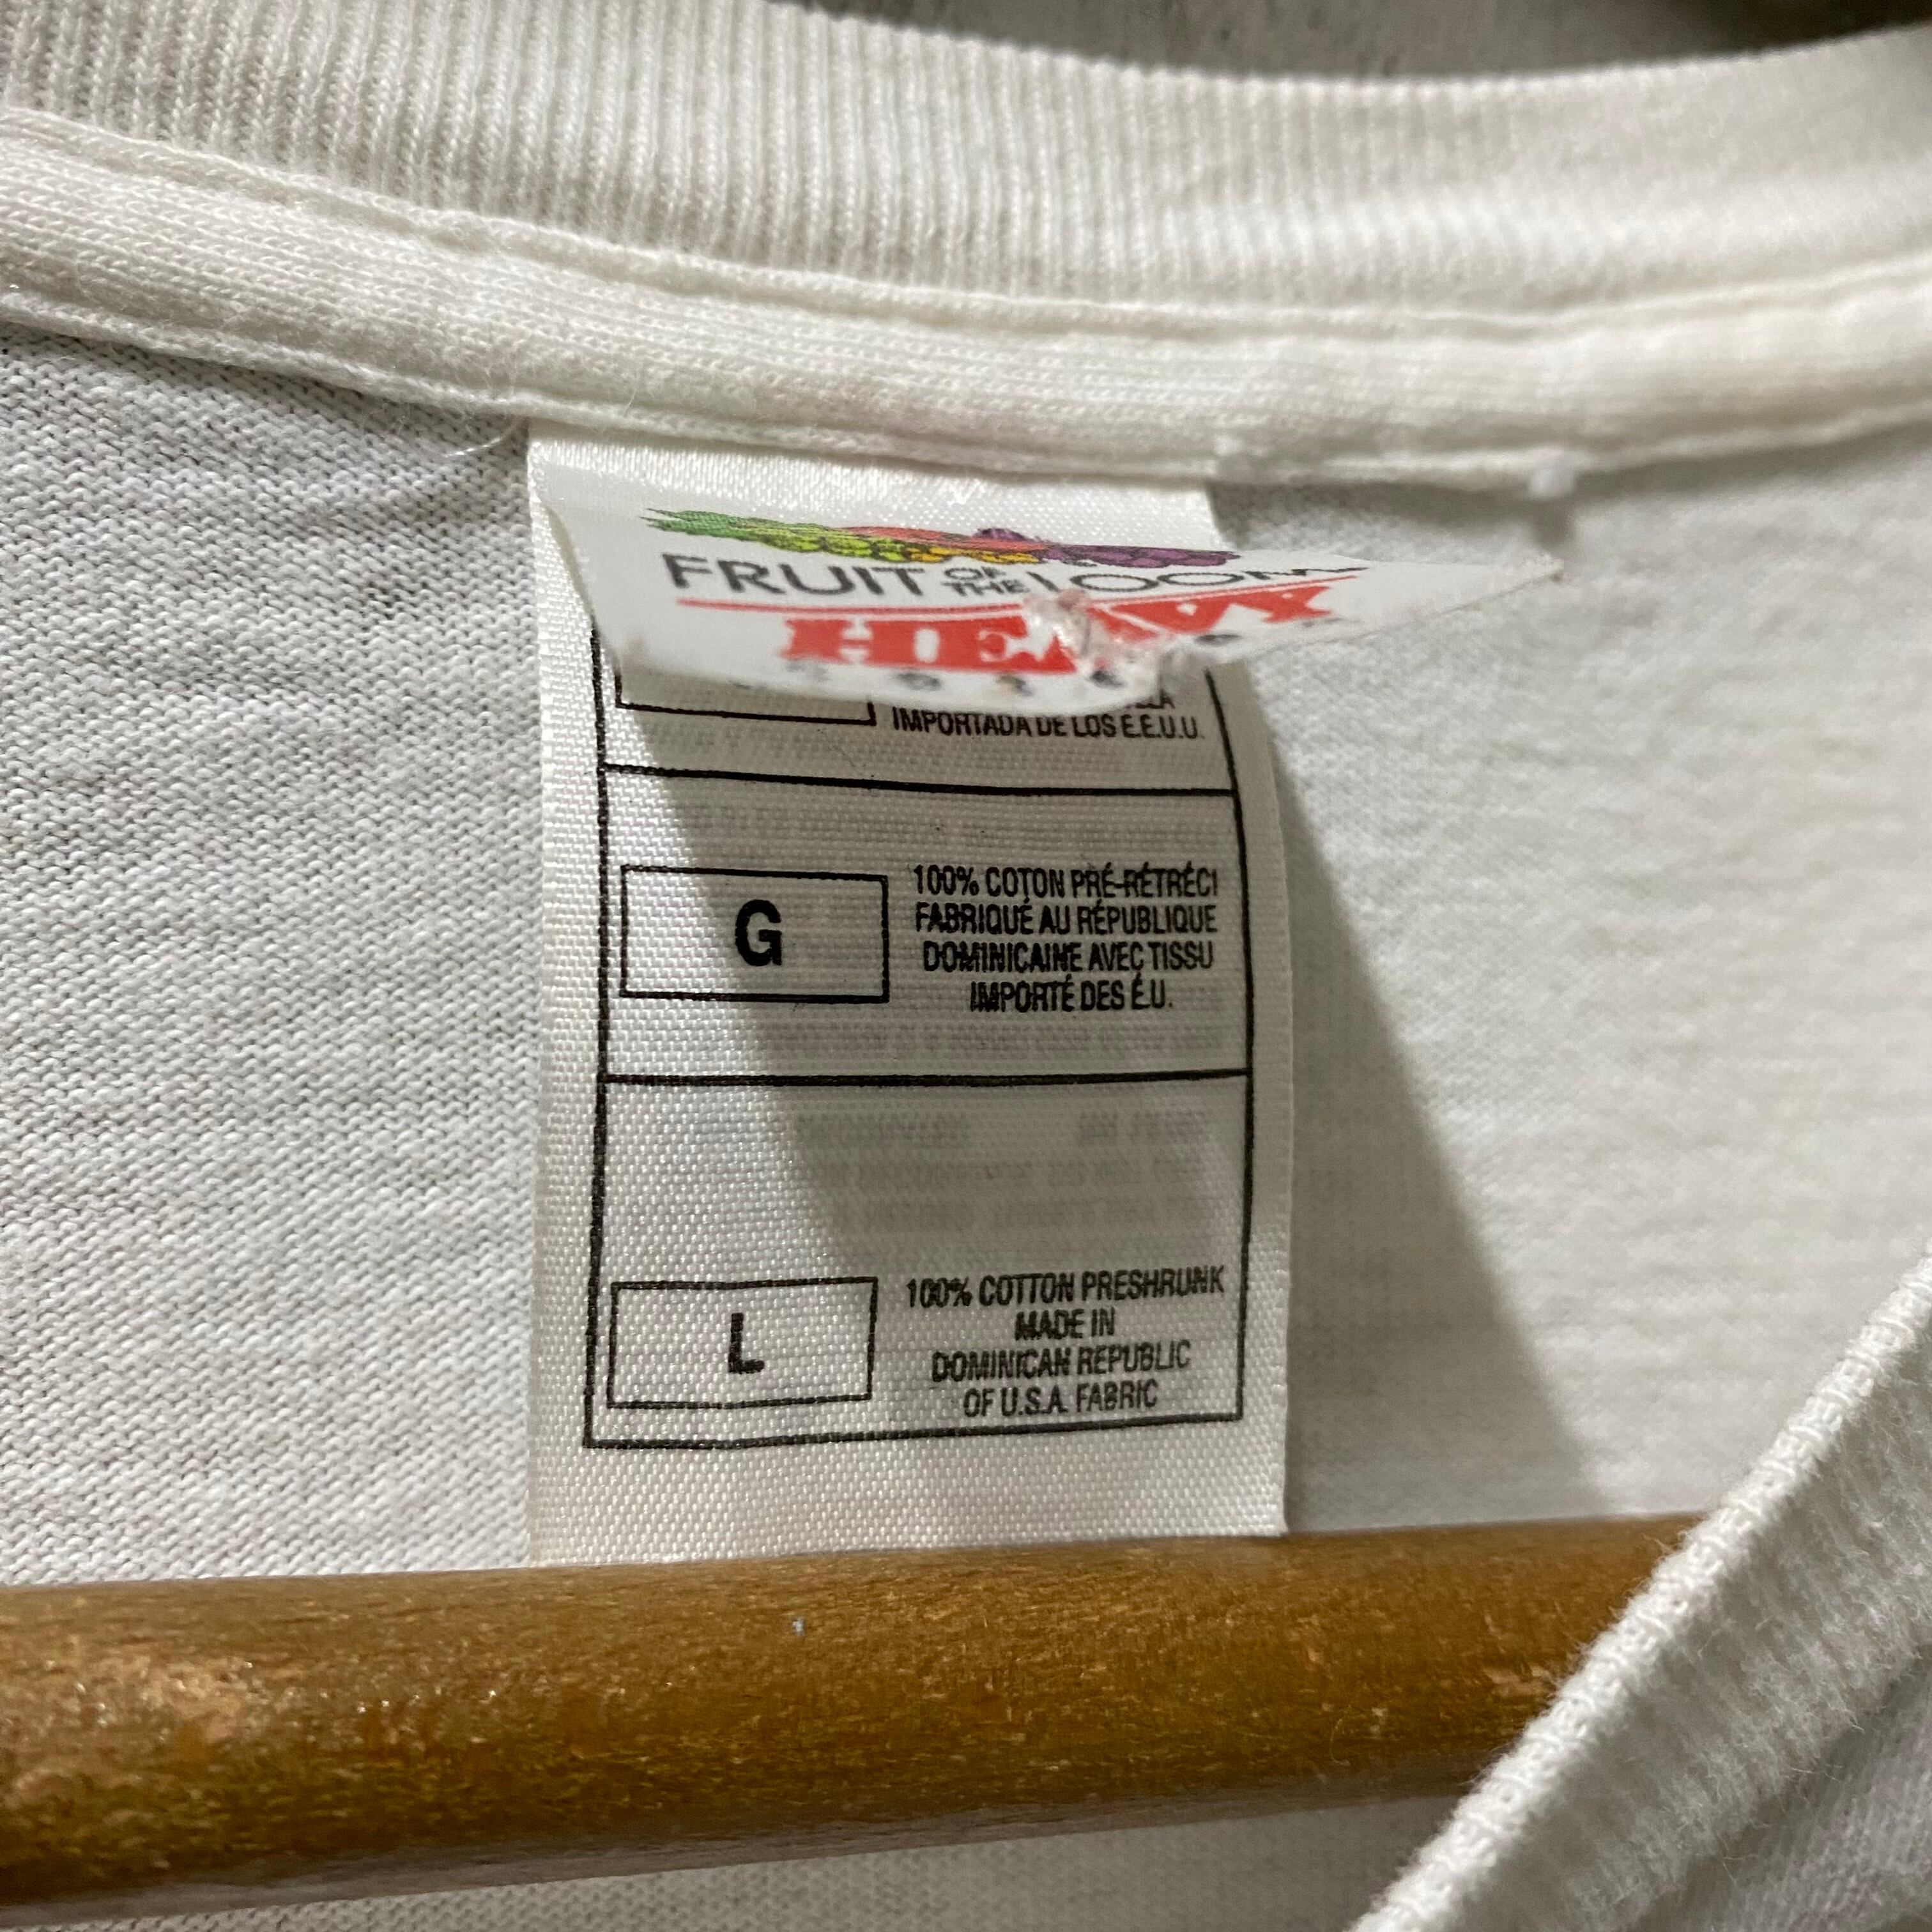 FRUIT OF THE LOOM
HEAVY
IMPORTADA DE LOS E.E.U.U.
G
100% COTON PRÉ-RÉTRÉCI
FABRIQUÉ AU RÉPUBLIQUE
DOMINICAINE AVEC TISSU
IMPORTÉ DES É.U.
L
100% COTTON PRESHRUNK
MADE IN
DOMINICAN REPUBLIC
OF U.S.A. FABRIC